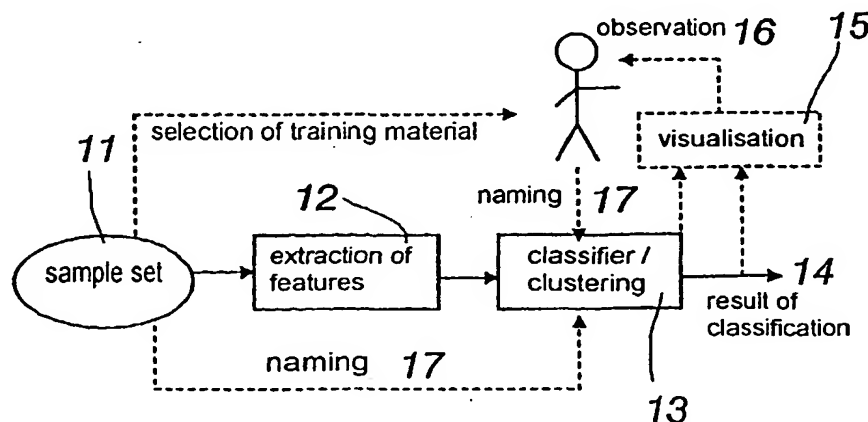 observation 16
15
selection of training material
visualisation
11
naming 17
12
sample set
extraction of
features
classifier /
clustering
14
result of
classification
naming 17
13